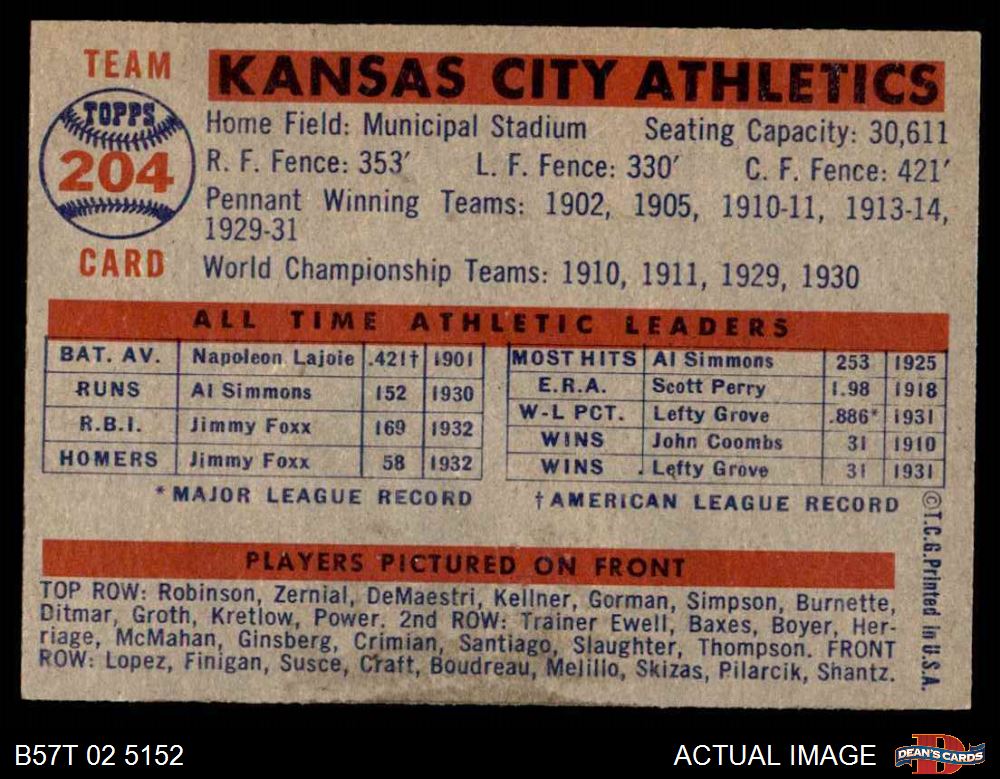 TEAM
TOPPS
204
CARD
KANSAS CITY ATHLETICS
Home Field: Municipal Stadium Seating Capacity: 30,611
R. F. Fence: 353′ L. F. Fence: 330′ C. F. Fence: 421′
Pennant Winning Teams: 1902, 1905, 1910-11, 1913-14,
1929-31
World Championship Teams: 1910, 1911, 1929, 1930
ALL TIME ATHLETIC LEADERS
BAT. AV. Napoleon Lajoie .421† 1901
RUNS Al Simmons 152 1930
R.B.I. Jimmy Foxx 169 1932
HOMERS Jimmy Foxx 58 1932
MOST HITS Al Simmons 253 1925
E.R.A. Scott Perry 1.98 1918
W-L PCT. Lefty Grove .886* 1931
WINS John Coombs 31 1910
WINS Lefty Grove 31 1931
*MAJOR LEAGUE RECORD †AMERICAN LEAGUE RECORD
PLAYERS PICTURED ON FRONT
TOP ROW: Robinson, Zernial, DeMaestri, Kellner, Gorman, Simpson, Burnette,
Ditmar, Groth, Kretlow, Power. 2nd ROW: Trainer Ewell, Baxes, Boyer, Her-
riage, McMahan, Ginsberg, Crimian, Santiago, Slaughter, Thompson. FRONT
ROW: Lopez, Finigan, Susce, Craft, Boudreau, Melillo, Skizas, Pilarcik, Shantz.
©T.C.G. Printed in U.S.A.
B57T 02 5152
ACTUAL IMAGE
D
DEAN'S CARDS